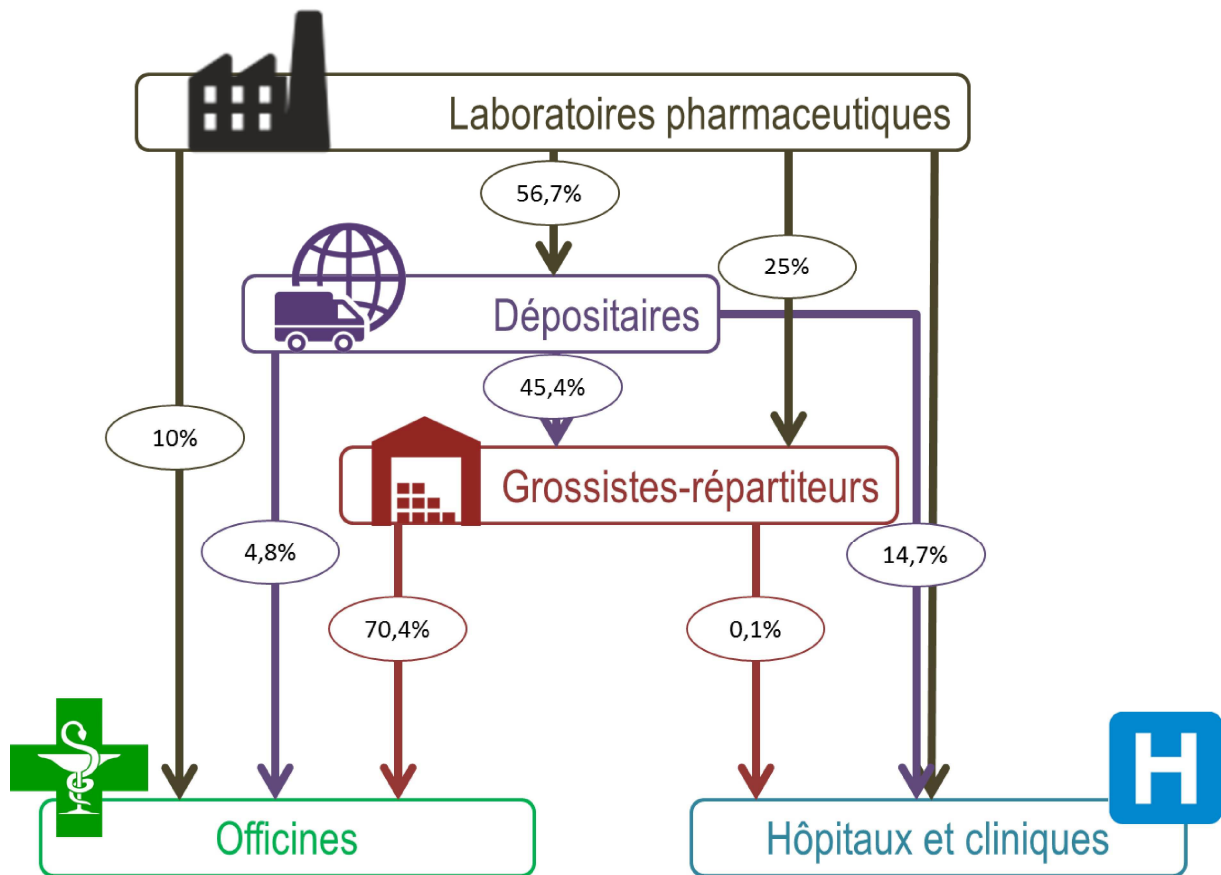 Laboratoires pharmaceutiques
56,7%
25%
Dépositaires
45,4%
10%
Grossistes-répartiteurs
4,8%
14,7%
70,4%
0,1%
H
Officines
Hôpitaux et cliniques